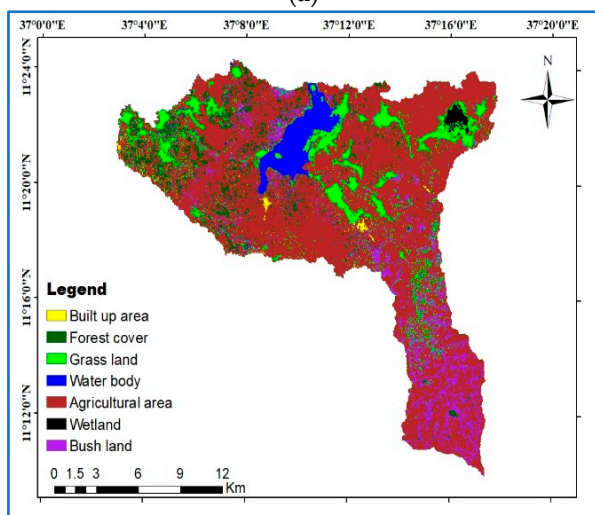 (a)
37°0'0"E 37°4'0"E 37°8'0"E 37°12'0"E 37°16'0"E 37°20'0"E
N
11°24'0"N
11°20'0"N
11°16'0"N
11°12'0"N
Legend
Built up area
Forest cover
Grass land
Water body
Agricultural area
Wetland
Bush land
0 1.5 3 6 9 12
Km